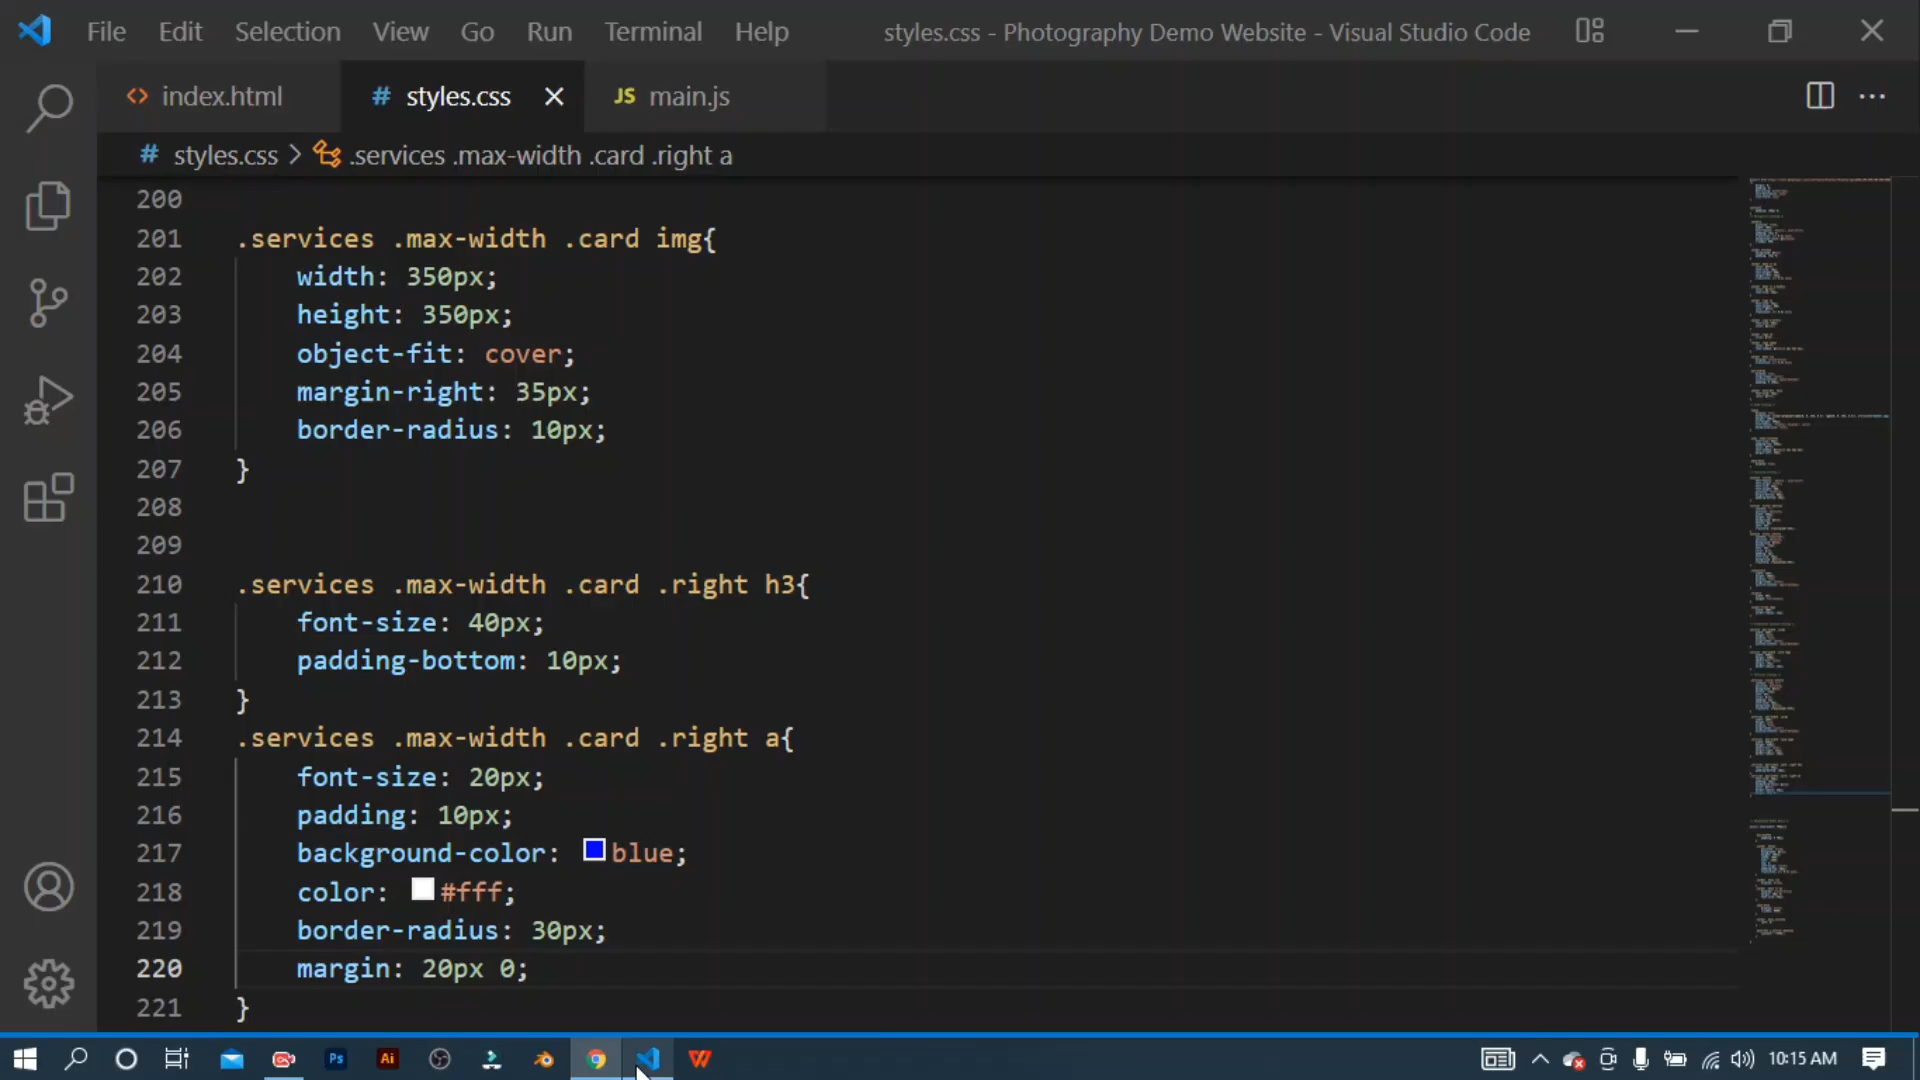 File Edit Selection View Go Run Terminal Help styles.css - Photography Demo Website - Visual Studio Code
<> index.html # styles.css JS main.js
# styles.css > .services .max-width .card .right a
200
201 .services .max-width .card img{
202 width: 350px;
203 height: 350px;
204 object-fit: cover;
205 margin-right: 35px;
206 border-radius: 10px;
207 }
208
209
210 .services .max-width .card .right h3{
211 font-size: 40px;
212 padding-bottom: 10px;
213 }
214 .services .max-width .card .right a{
215 font-size: 20px;
216 padding: 10px;
217 background-color: blue;
218 color: #fff;
219 border-radius: 30px;
220 margin: 20px 0;
221 }
Ps Ai 10:15 AM